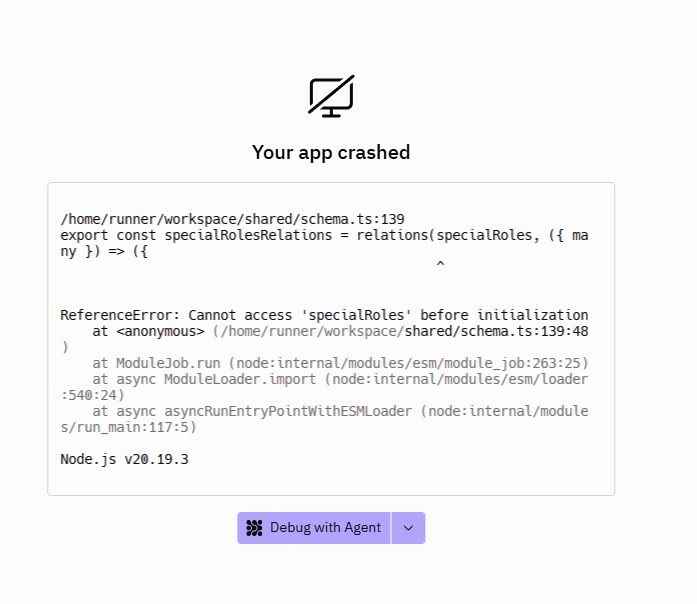 Your app crashed
/home/runner/workspace/shared/schema.ts:139
export const specialRolesRelations = relations(specialRoles, ({ ma
ny }) => ({
^
ReferenceError: Cannot access 'specialRoles' before initialization
at <anonymous> (/home/runner/workspace/shared/schema.ts:139:48
)
at ModuleJob.run (node:internal/modules/esm/module_job:263:25)
at async ModuleLoader.import (node:internal/modules/esm/loader
:540:24)
at async asyncRunEntryPointWithESMLoader (node:internal/module
s/run_main:117:5)
Node.js v20.19.3
Debug with Agent